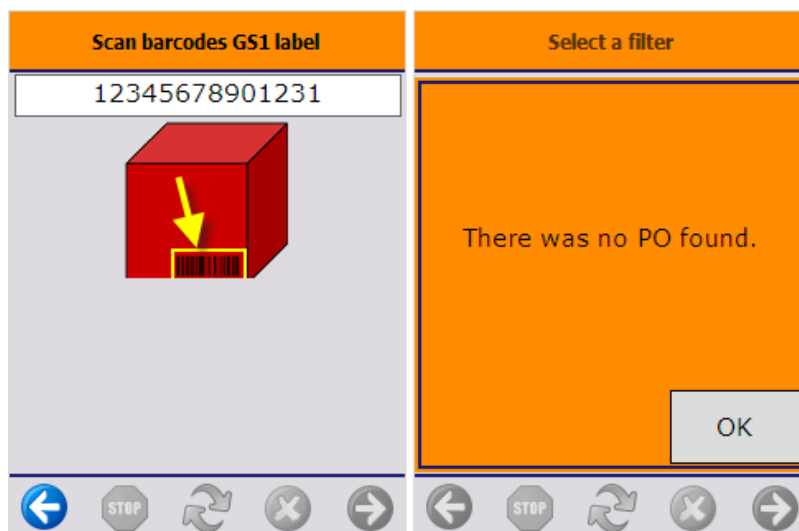 Scan barcodes GS1 label
12345678901231
STOP
Select a filter
There was no PO found.
OK
STOP